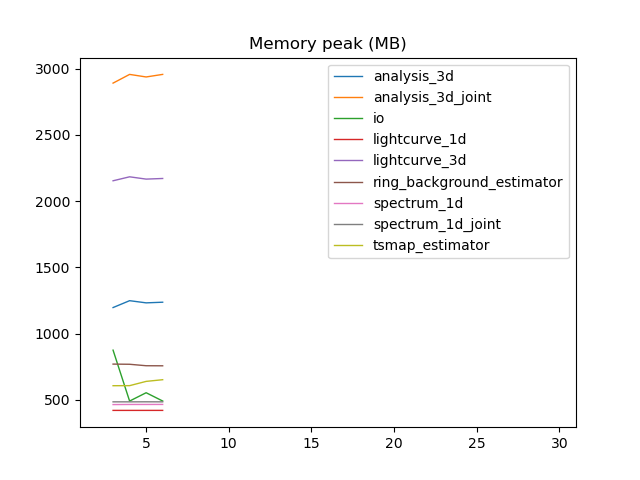 Memory peak (MB)
3000
2500
2000
1500
1000
500
5
10
15
20
25
30
analysis_3d
analysis_3d_joint
io
lightcurve_1d
lightcurve_3d
ring_background_estimator
spectrum_1d
spectrum_1d_joint
tsmap_estimator